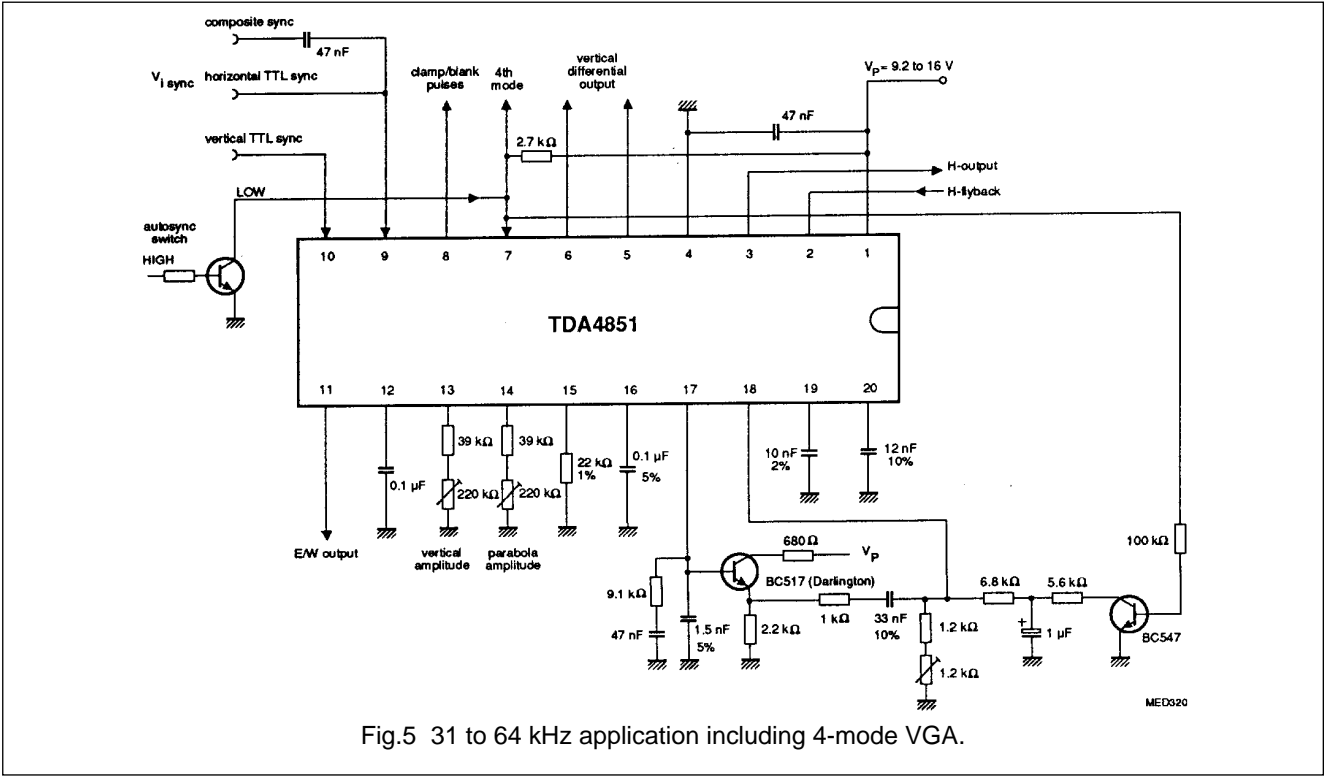 composite sync
47 nF
Vi sync
horizontal TTL sync
clamp/blank
pulses
4th
mode
vertical
differential
output
VP= 9.2 to 16 V
47 nF
vertical TTL sync
2.7 kΩ
H-output
H-flyback
LOW
autosync
switch
HIGH
10 9 8 7 6 5 4 3 2 1
TDA4851
11 12 13 14 15 16 17 18 19 20
39 kΩ
39 kΩ
22 kΩ
1%
0.1 µF
5%
10 nF
2%
12 nF
10%
0.1 µF
220 kΩ
220 kΩ
E/W output
vertical
amplitude
parabola
amplitude
680 Ω
VP
100 kΩ
BC517 (Darlington)
6.8 kΩ
5.6 kΩ
9.1 kΩ
47 nF
1.5 nF
5%
2.2 kΩ
1 kΩ
33 nF
10%
1.2 kΩ
1.2 kΩ
+
1 µF
BC547
MED320
Fig.5 31 to 64 kHz application including 4-mode VGA.